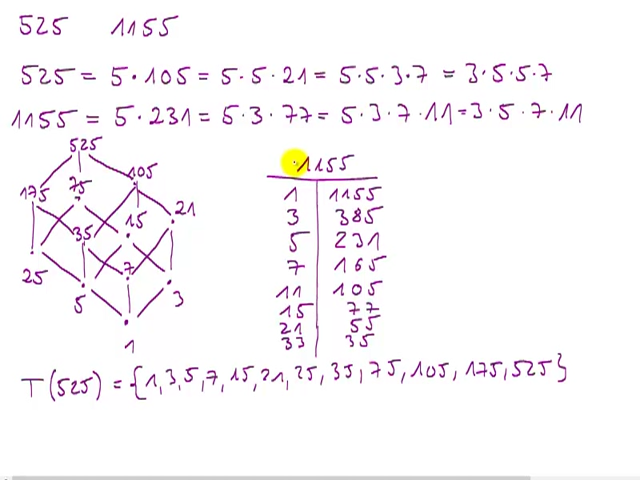 525 1155
525 = 5·105 = 5·5·21 = 5·5·3·7 = 3·5·5·7
1155 = 5·231 = 5·3·77 = 5·3·7·11 = 3·5·7·11
525
175 75 105
35 15 21
25 5 7 3
1
1155
1 1155
3 385
5 231
7 165
11 105
15 77
21 55
33 35
T(525) = {1,3,5,7,15,21,25,35,75,105,175,525}